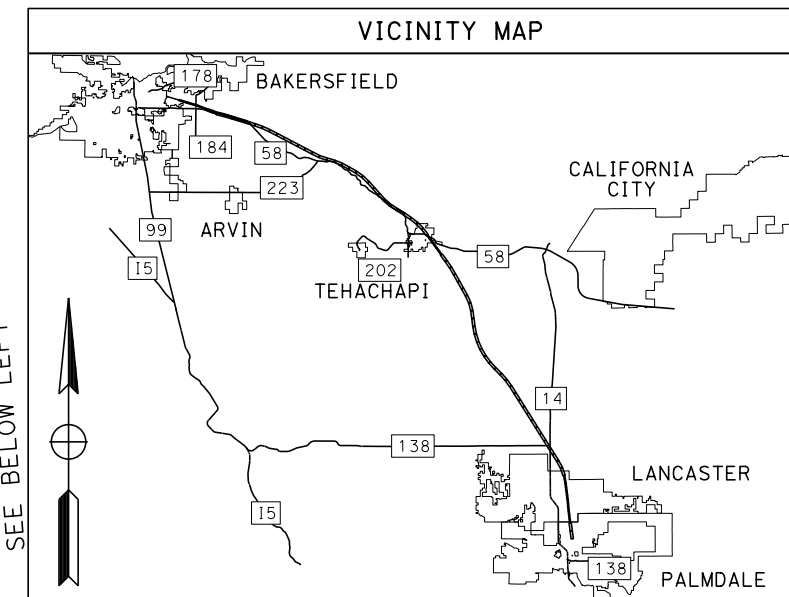 VICINITY MAP
178
BAKERSFIELD
184
58
223
CALIFORNIA
CITY
99
ARVIN
I5
202
58
TEHACHAPI
14
138
LANCASTER
I5
138
PALMDALE
SEE BELOW LEFT